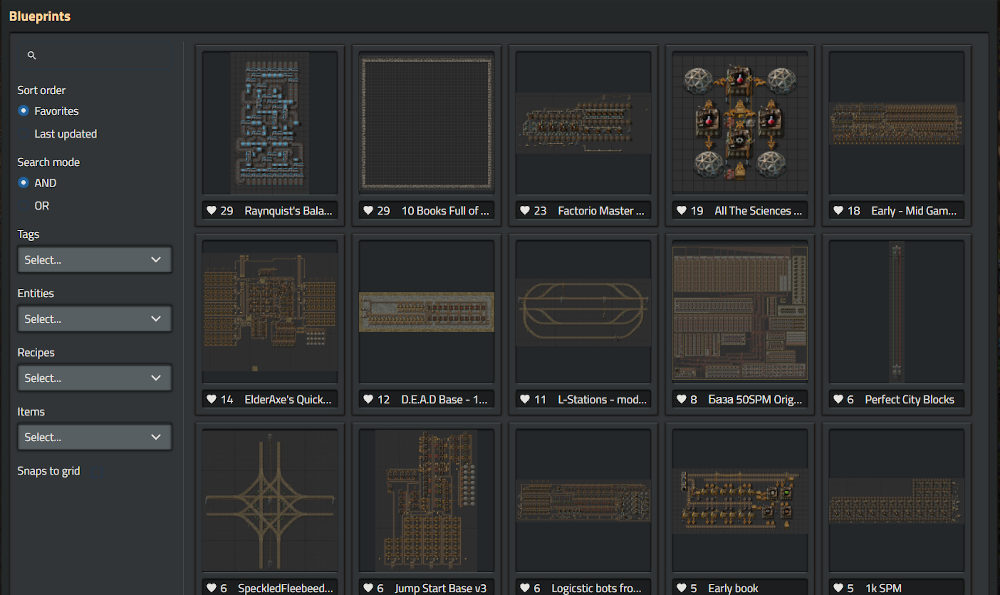 Blueprints
Sort order
Favorites
Last updated
Search mode
AND
OR
Tags
Select...
Entities
Select...
Recipes
Select...
Items
Select...
Snaps to grid
29 Raynquist's Bala...
29 10 Books Full of ...
23 Factorio Master ...
19 All The Sciences ...
18 Early - Mid Gam...
14 ElderAxe's Quick...
12 D.E.A.D Base - 1...
11 L-Stations - mod...
8 База 50SPM Orig...
6 Perfect City Blocks
6 SpeckledFleebeed...
6 Jump Start Base v3
6 Logicstic bots fro...
5 Early book
5 1k SPM